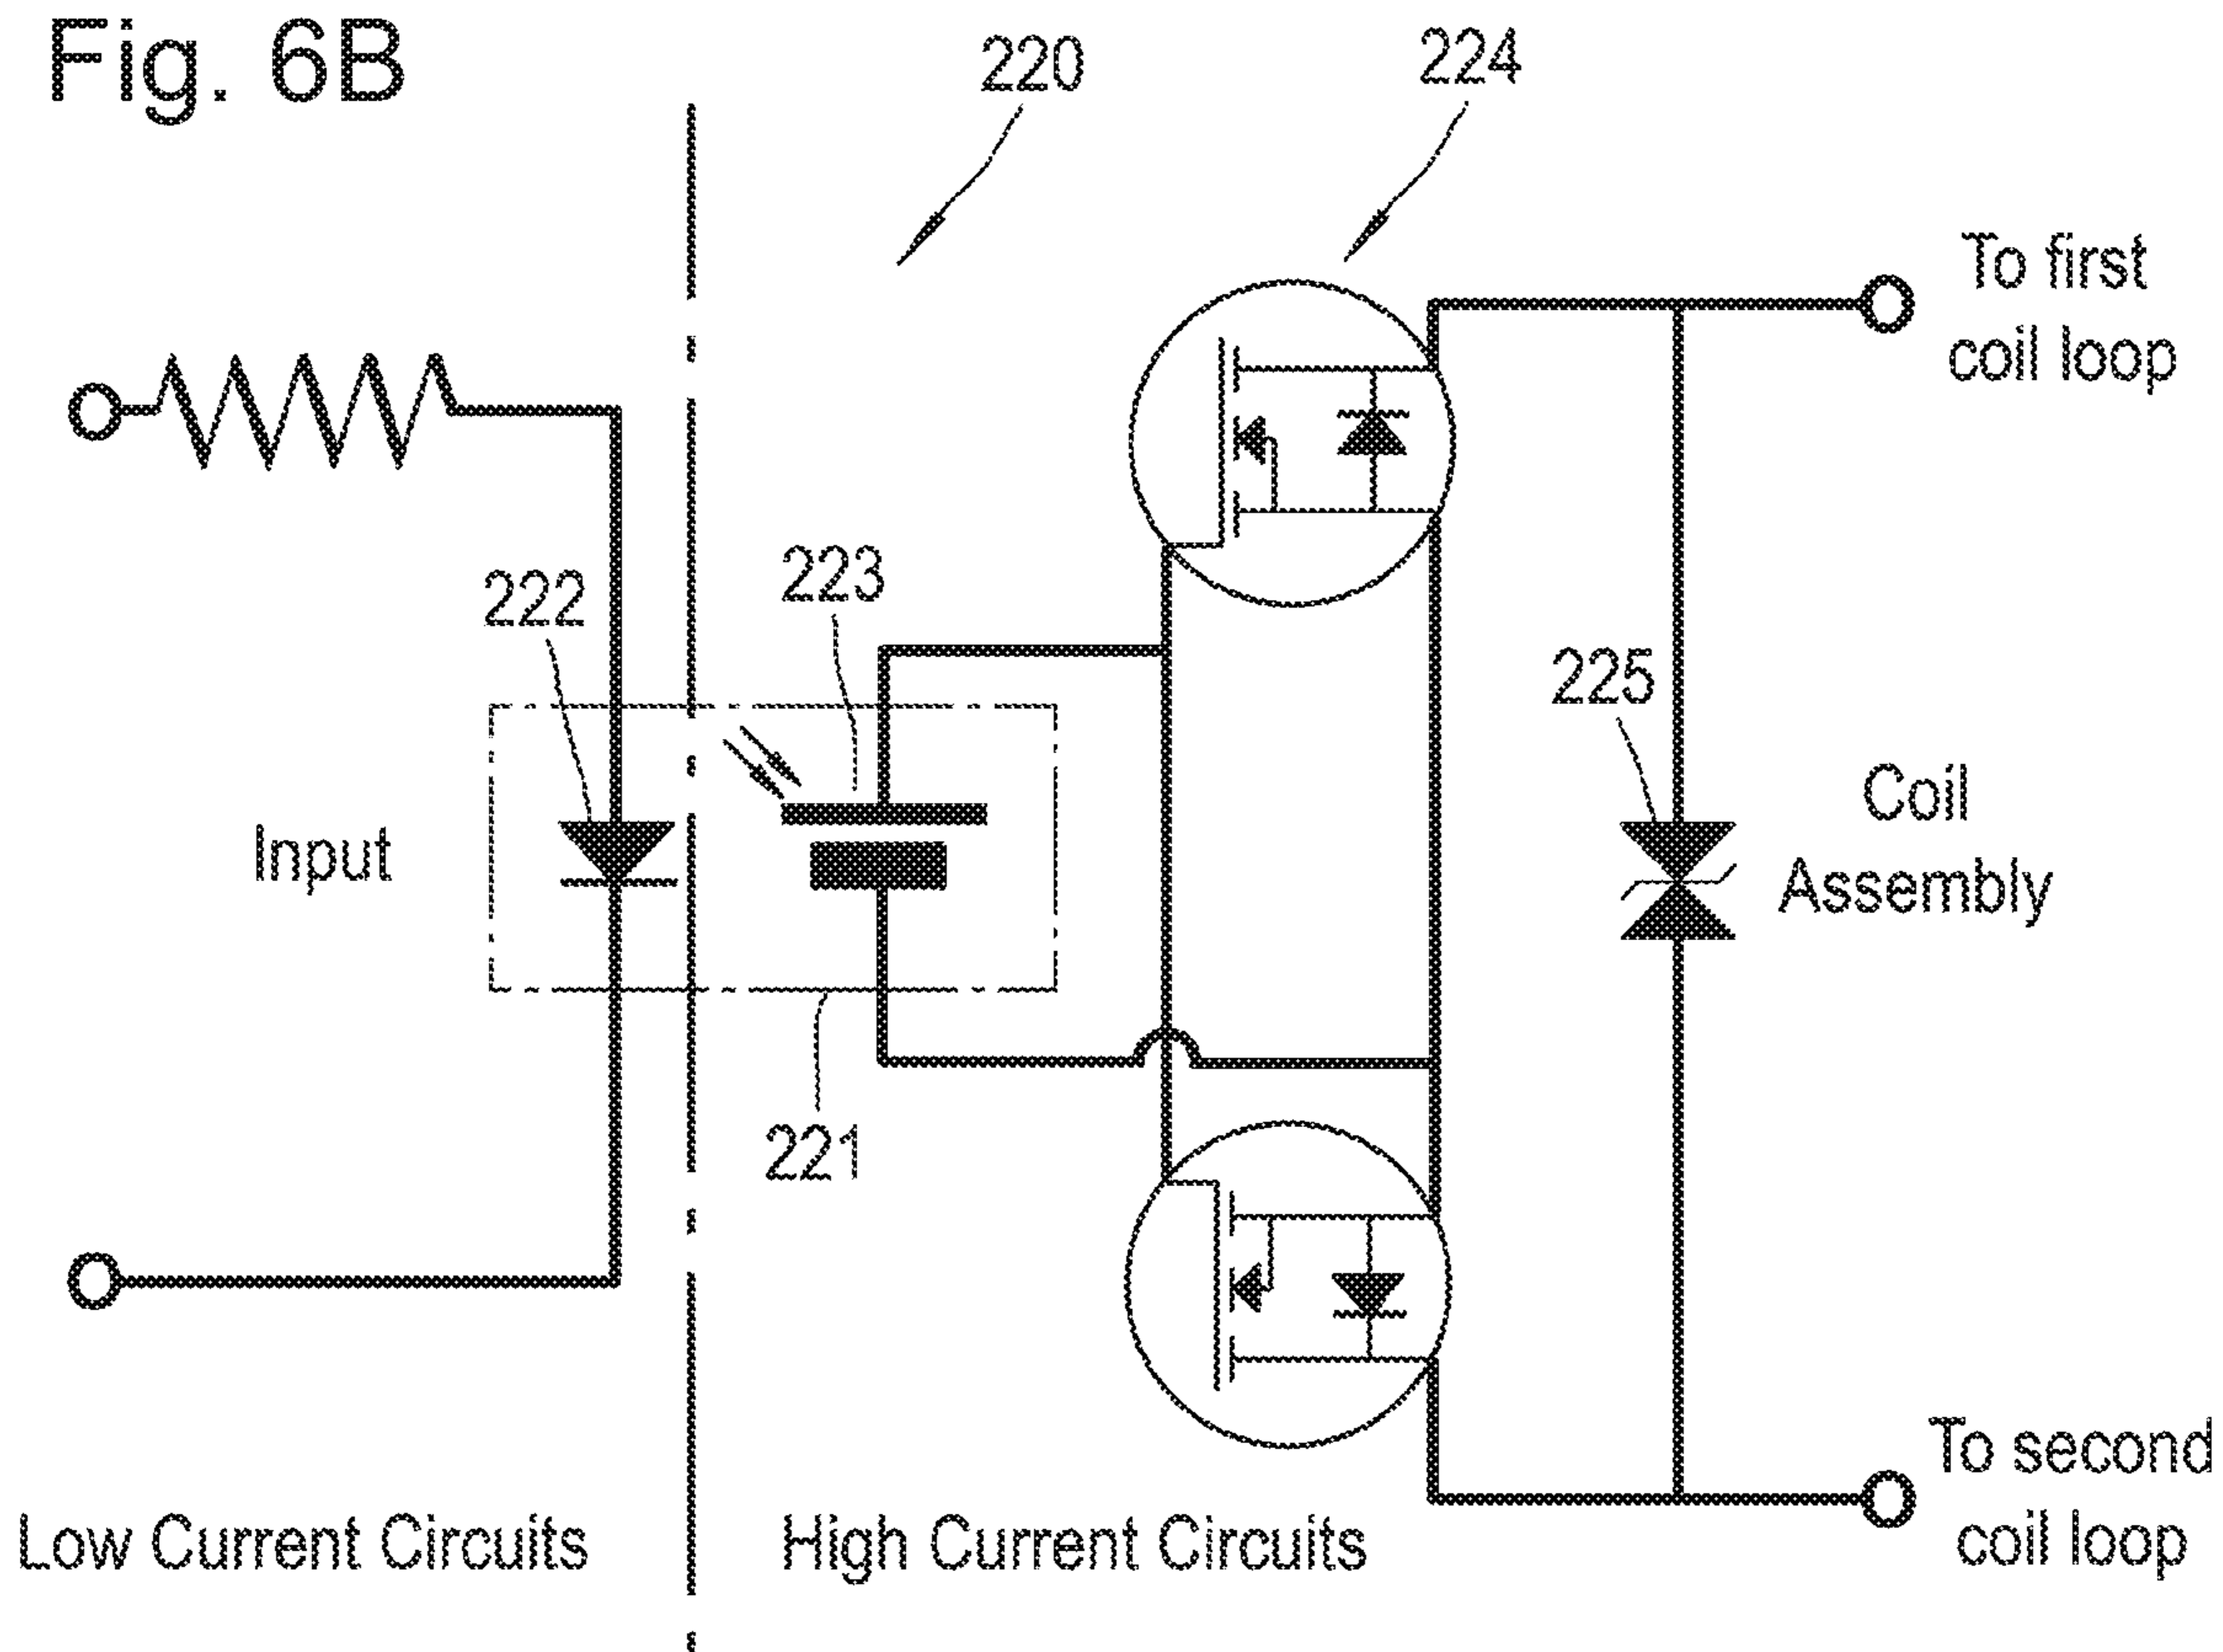 Fig. 6B
220
224
To first
coil loop
222
223
225
Input
Coil
Assembly
221
To second
coil loop
Low Current Circuits
High Current Circuits